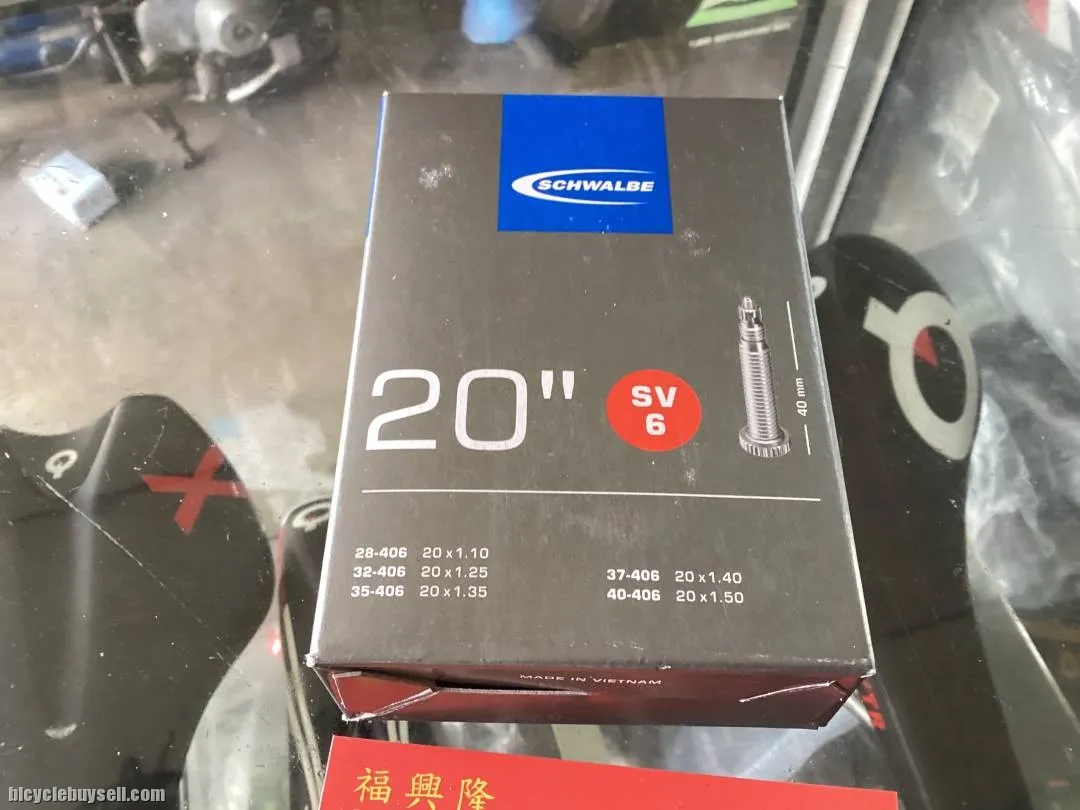 SCHWALBE
20"
SV
6
40 mm
28-406 20 x 1.10
32-406 20 x 1.25
35-406 20 x 1.35
37-406 20 x 1.40
40-406 20 x 1.50
MADE IN VIETNAM
福興隆
bicyclebuysell.com